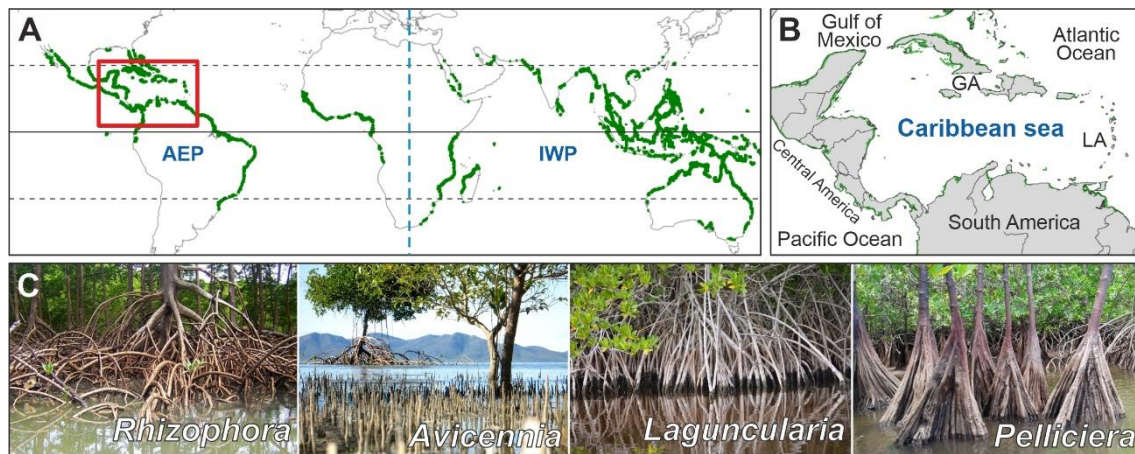 A
AEP
IWP
B
Gulf of
Mexico
Atlantic
Ocean
GA
Caribbean sea
LA
Central America
South America
Pacific Ocean
C
Rhizophora
Avicennia
Laguncularia
Pelliciera